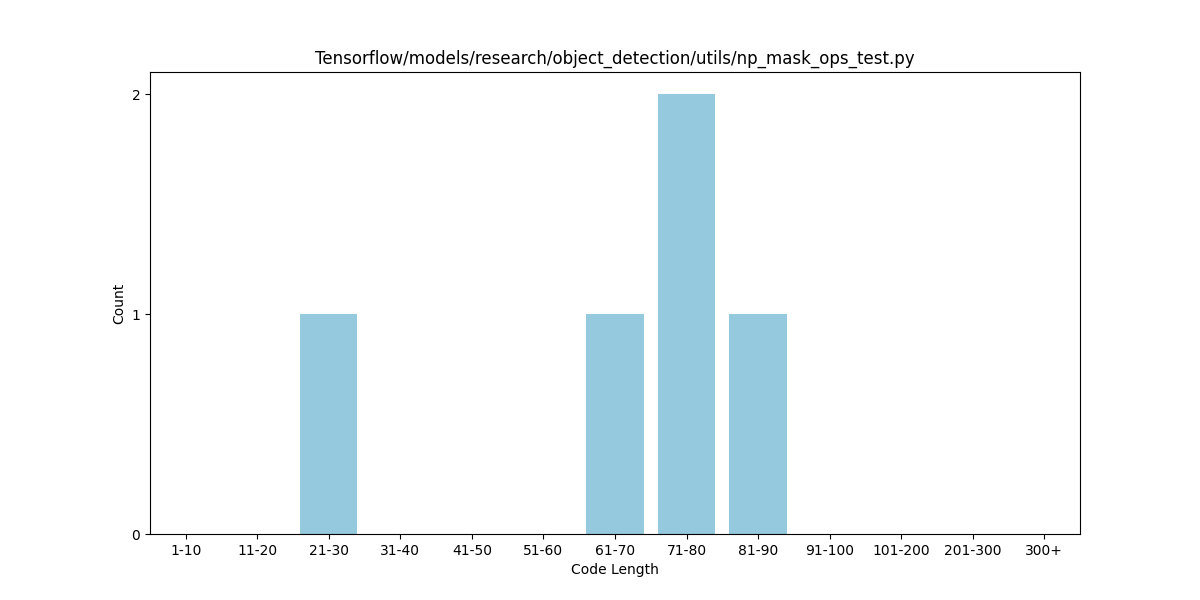 Tensorflow/models/research/object_detection/utils/np_mask_ops_test.py
Count
2
1
0
1-10 11-20 21-30 31-40 41-50 51-60 61-70 71-80 81-90 91-100 101-200 201-300 300+
Code Length